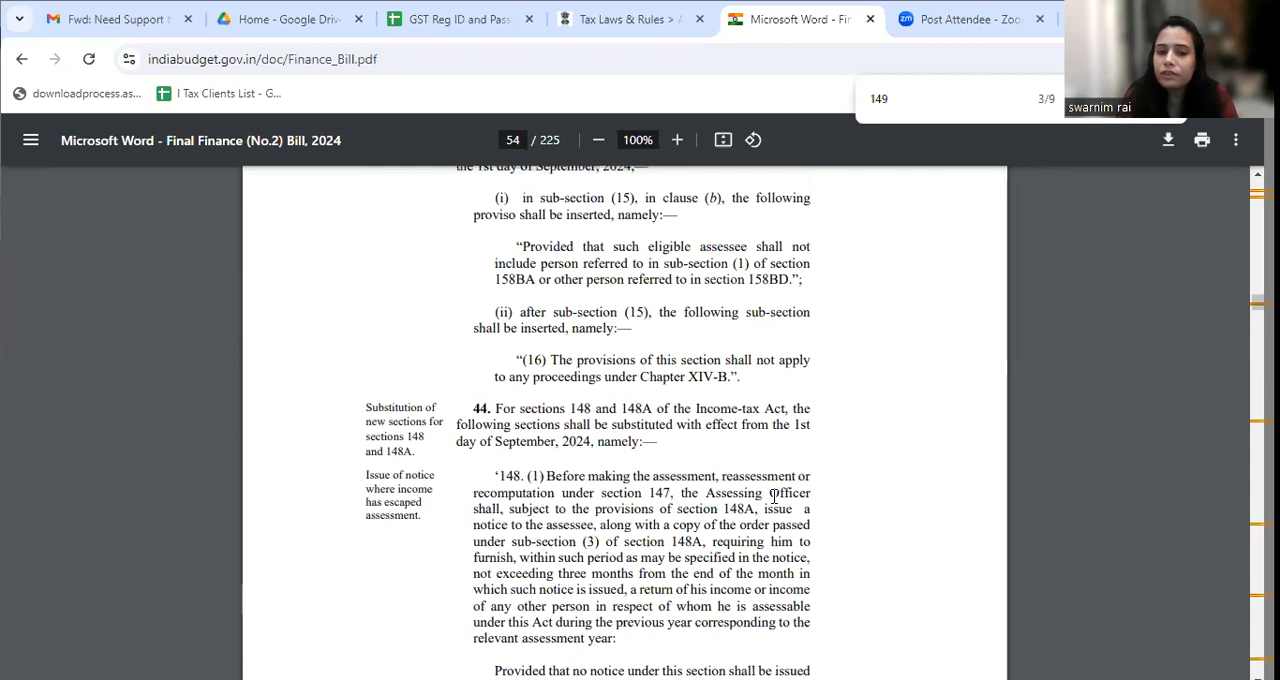 Fwd: Need Support t
Home - Google Driv
GST Reg ID and Pass
Tax Laws & Rules > A
Microsoft Word - Fin
Post Attendee - Zoo
indiabudget.gov.in/doc/Finance_Bill.pdf
downloadprocess.as...
I Tax Clients List - G...
149
3/9
swarnim rai
Microsoft Word - Final Finance (No.2) Bill, 2024
54 / 225
100%
the 1st day of September, 2024,—
(i) in sub-section (15), in clause (b), the following
proviso shall be inserted, namely:—
“Provided that such eligible assessee shall not
include person referred to in sub-section (1) of section
158BA or other person referred to in section 158BD.”;
(ii) after sub-section (15), the following sub-section
shall be inserted, namely:—
“(16) The provisions of this section shall not apply
to any proceedings under Chapter XIV-B.”.
Substitution of
new sections for
sections 148
and 148A.
44. For sections 148 and 148A of the Income-tax Act, the
following sections shall be substituted with effect from the 1st
day of September, 2024, namely:—
Issue of notice
where income
has escaped
assessment.
‘148. (1) Before making the assessment, reassessment or
recomputation under section 147, the Assessing Officer
shall, subject to the provisions of section 148A, issue a
notice to the assessee, along with a copy of the order passed
under sub-section (3) of section 148A, requiring him to
furnish, within such period as may be specified in the notice,
not exceeding three months from the end of the month in
which such notice is issued, a return of his income or income
of any other person in respect of whom he is assessable
under this Act during the previous year corresponding to the
relevant assessment year:
Provided that no notice under this section shall be issued